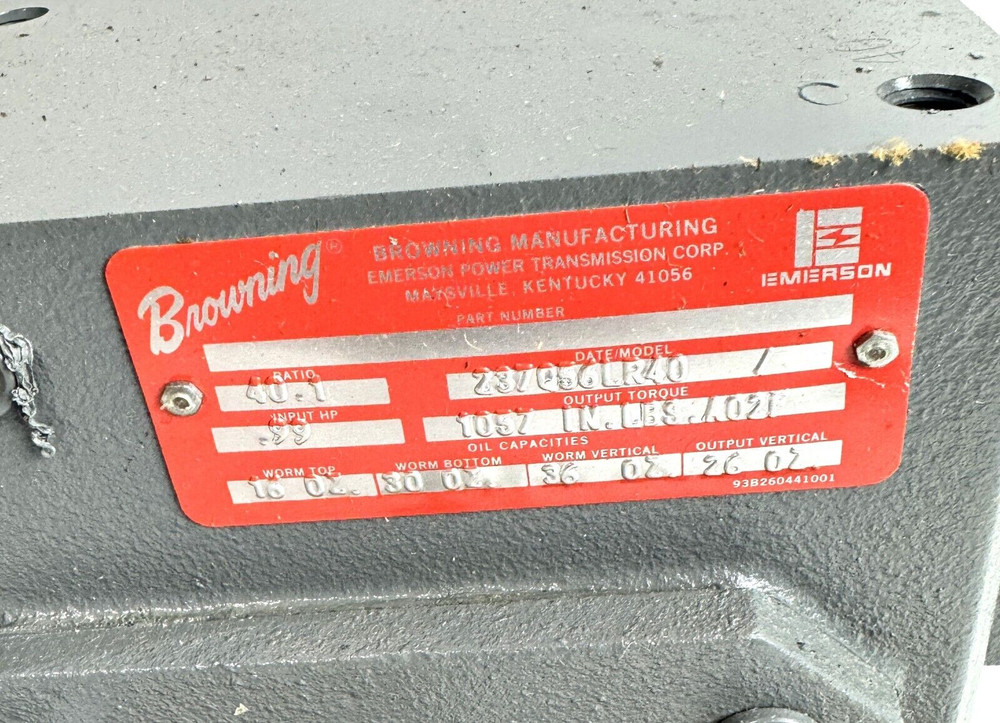 Browning®
BROWNING MANUFACTURING
EMERSON POWER TRANSMISSION CORP.
MAYSVILLE, KENTUCKY 41056
EMERSON
PART NUMBER
RATIO
40.1
DATE/MODEL
237Q56LR40 /
INPUT HP
.99
OUTPUT TORQUE
1097 IN.LBS.
OIL CAPACITIES
WORM TOP
16 OZ.
WORM BOTTOM
30 OZ.
WORM VERTICAL
36 OZ
OUTPUT VERTICAL
26 OZ.
93B260441001